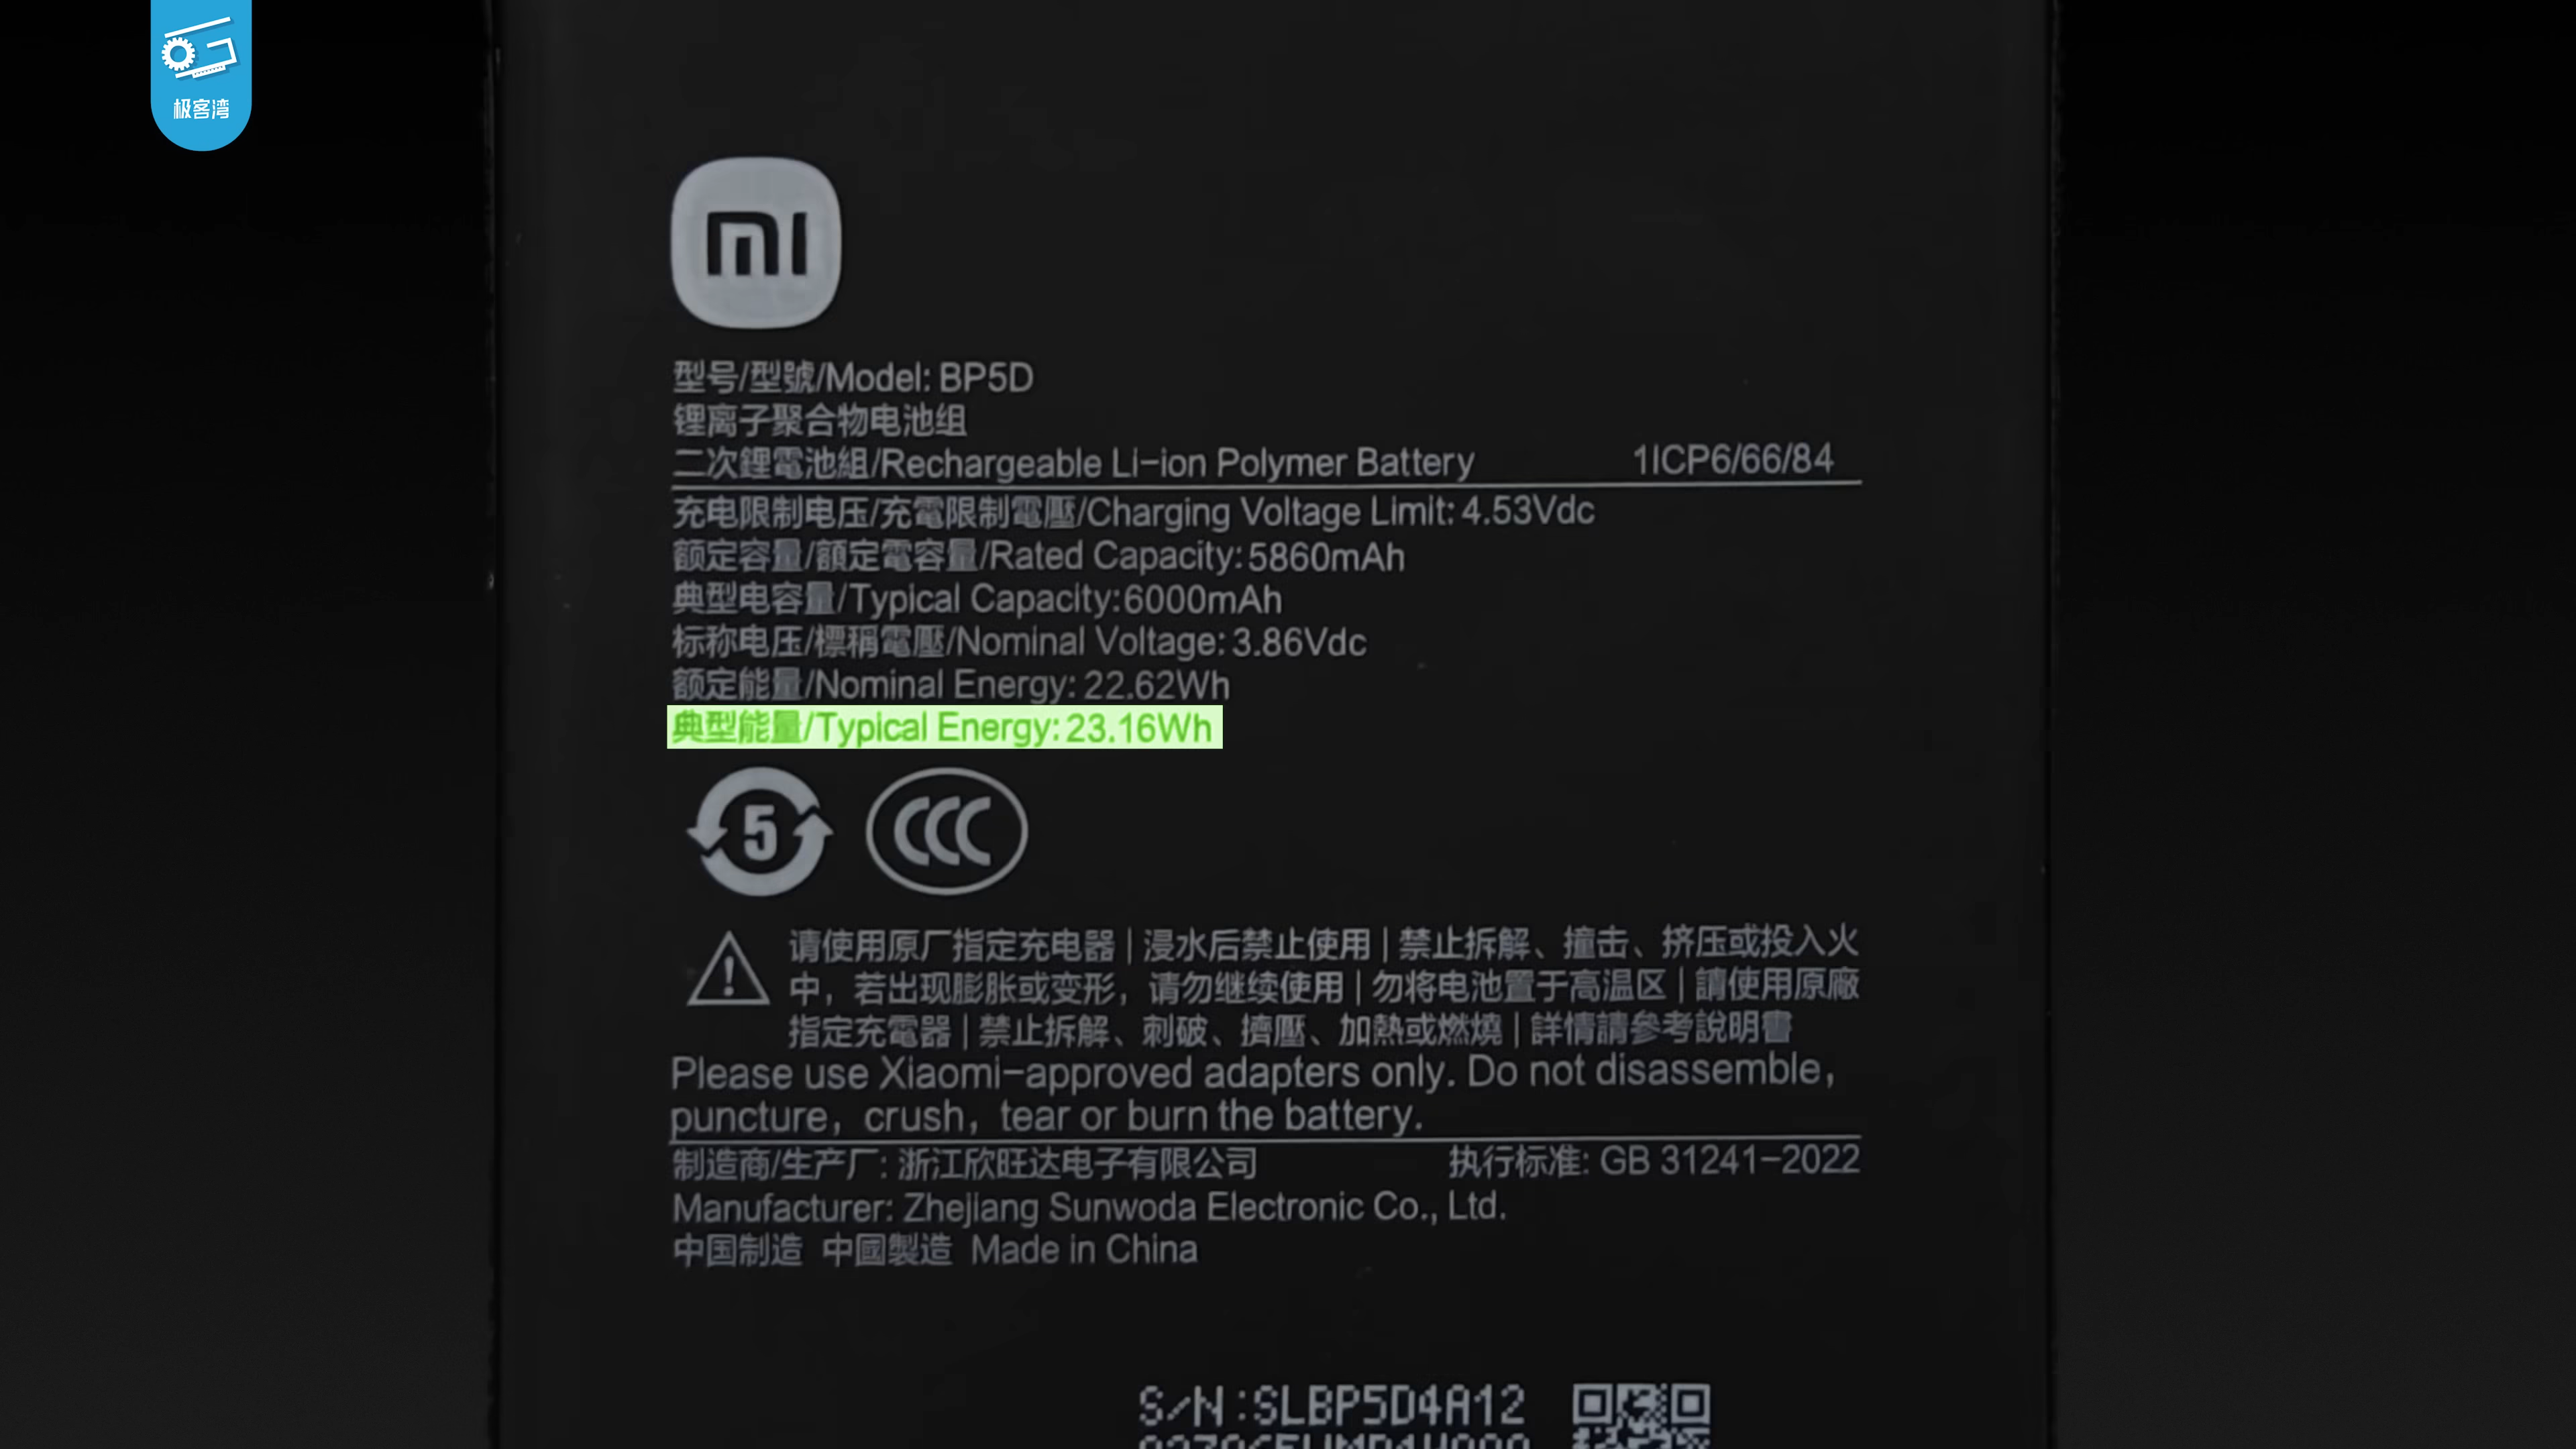 极客湾
mi
型号/型號/Model: BP5D
锂离子聚合物电池组
二次鋰電池組/Rechargeable Li-ion Polymer Battery 1ICP6/66/84
充电限制电压/充電限制電壓/Charging Voltage Limit: 4.53Vdc
额定容量/額定電容量/Rated Capacity: 5860mAh
典型电容量/Typical Capacity: 6000mAh
标称电压/標稱電壓/Nominal Voltage: 3.86Vdc
额定能量/Nominal Energy: 22.62Wh
典型能量/Typical Energy: 23.16Wh
5 CCC
请使用原厂指定充电器 | 浸水后禁止使用 | 禁止拆解、撞击、挤压或投入火
中，若出现膨胀或变形，请勿继续使用 | 勿将电池置于高温区 | 請使用原廠
指定充電器 | 禁止拆解、刺破、擠壓、加熱或燃燒 | 詳情請參考說明書
Please use Xiaomi-approved adapters only. Do not disassemble,
puncture, crush, tear or burn the battery.
制造商/生产厂: 浙江欣旺达电子有限公司 执行标准: GB 31241-2022
Manufacturer: Zhejiang Sunwoda Electronic Co., Ltd.
中国制造 中國製造 Made in China
S/N:SLBP5D4A12